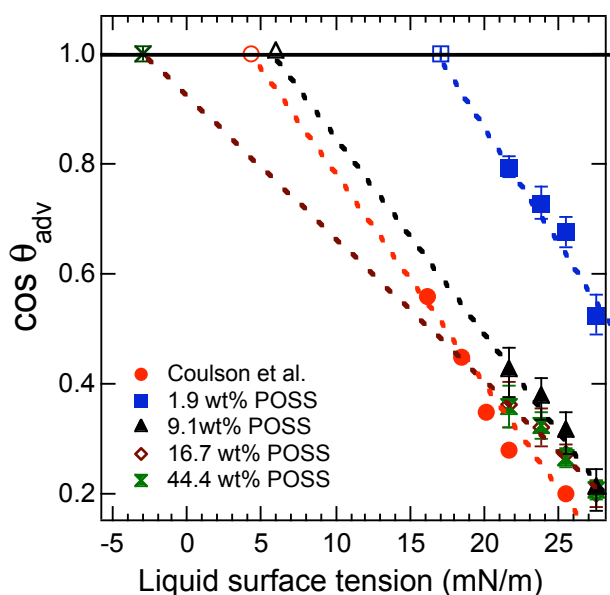 1.0
0.8
0.6
0.4
0.2
cos θadv
Coulson et al.
1.9 wt% POSS
9.1wt% POSS
16.7 wt% POSS
44.4 wt% POSS
-5 0 5 10 15 20 25
Liquid surface tension (mN/m)